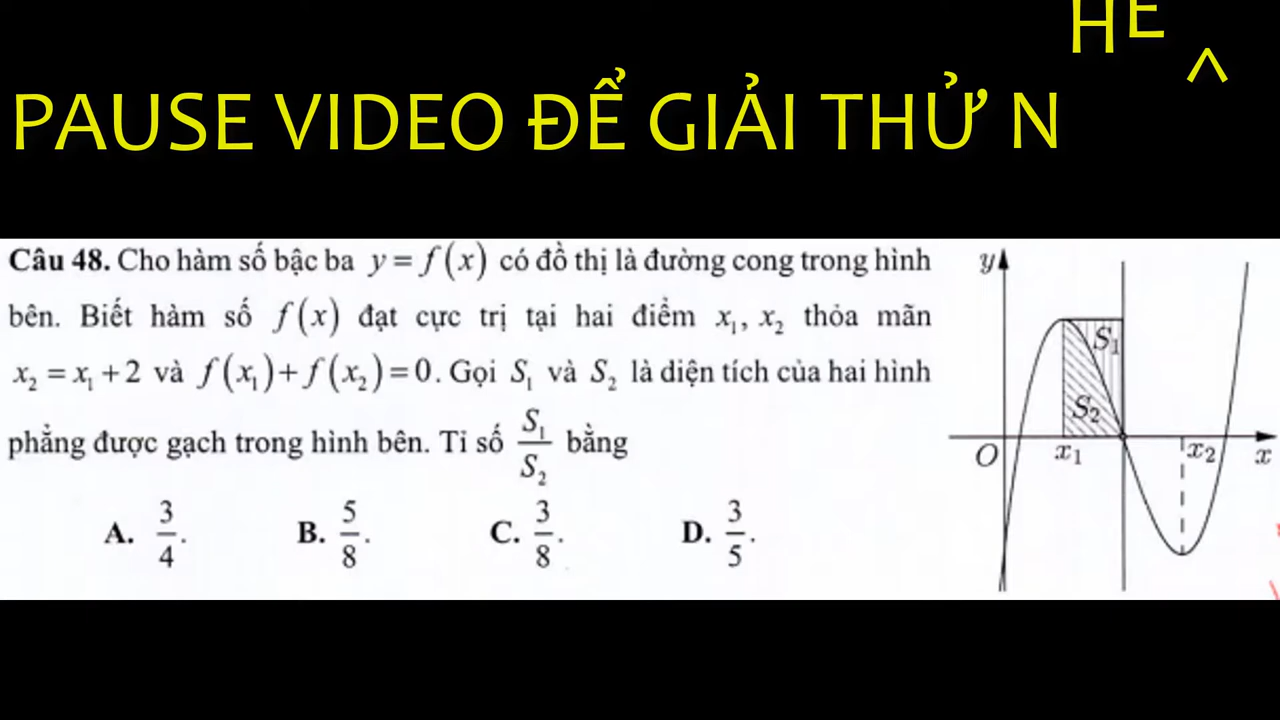 HE
^
PAUSE VIDEO ĐỂ GIẢI THỬ N
Câu 48. Cho hàm số bậc ba y = f(x) có đồ thị là đường cong trong hình
bên. Biết hàm số f(x) đạt cực trị tại hai điểm x₁, x₂ thỏa mãn
x₂ = x₁ + 2 và f(x₁) + f(x₂) = 0. Gọi S₁ và S₂ là diện tích của hai hình
phẳng được gạch trong hình bên. Tỉ số S₁/S₂ bằng
A. 3/4. B. 5/8. C. 3/8. D. 3/5.
y
S₁
S₂
O x₁ x₂ x